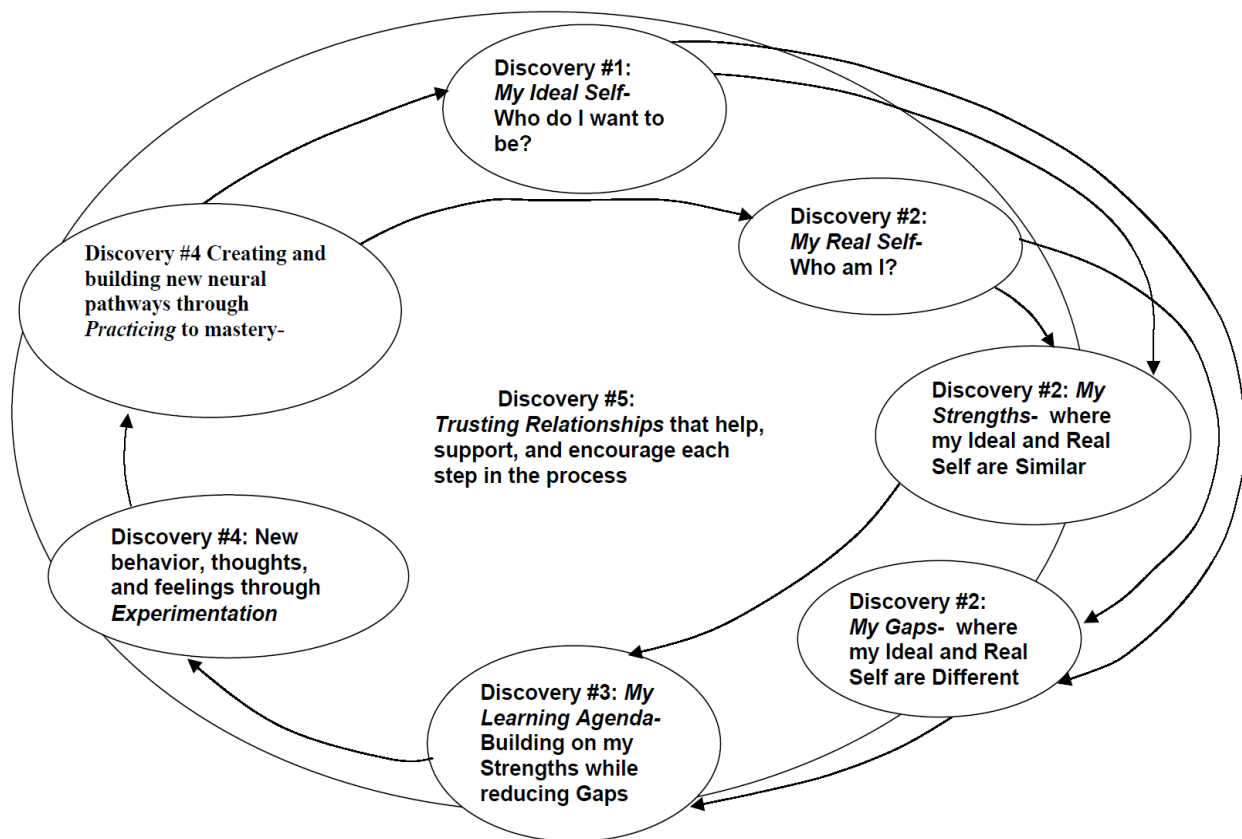 Discovery #1:
My Ideal Self-
Who do I want to
be?
Discovery #2:
My Real Self-
Who am I?
Discovery #2: My
Strengths-  where
my Ideal and Real
Self are Similar
Discovery #2:
My Gaps-  where
my Ideal and Real
Self are Different
Discovery #3: My
Learning Agenda-
Building on my
Strengths while
reducing Gaps
Discovery #4: New
behavior, thoughts,
and feelings through
Experimentation
Discovery #4 Creating and
building new neural
pathways through
Practicing to mastery-
Discovery #5:
Trusting Relationships that help,
support, and encourage each
step in the process